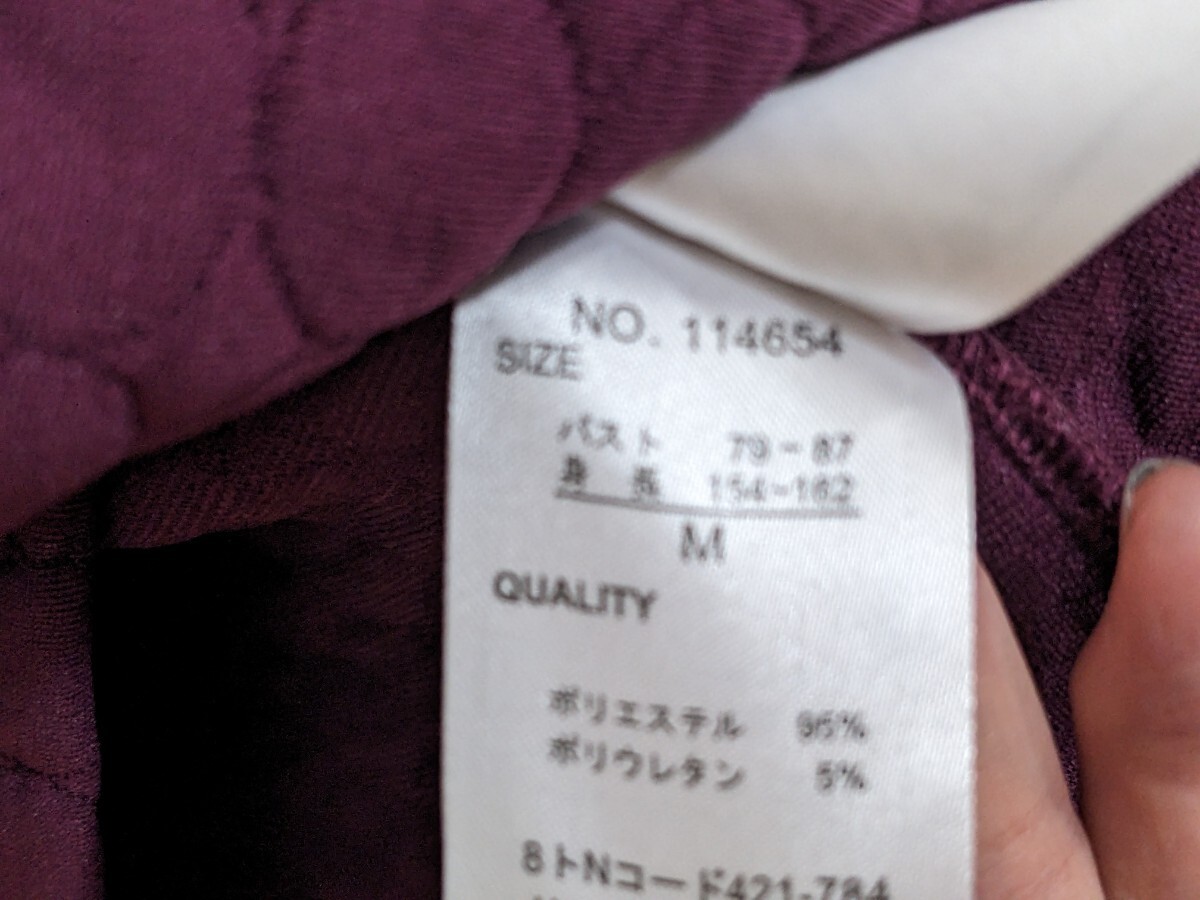 NO. 114654
SIZE
バスト 79-87
身長 154-162
M
QUALITY
ポリエステル 95%
ポリウレタン 5%
8トNコード421-784